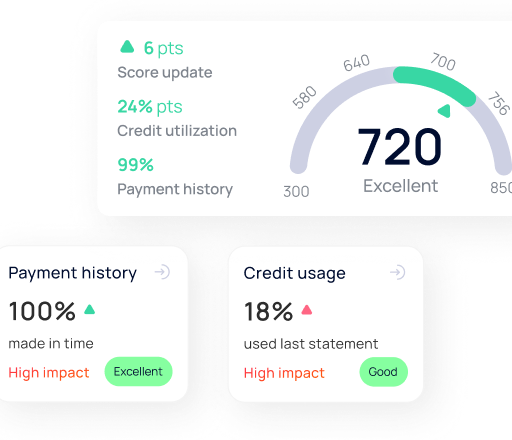 6 pts
Score update
24% pts
Credit utilization
99%
Payment history
300
580
640
700
756
850
720
Excellent
Payment history
100%
made in time
High impact
Excellent
Credit usage
18%
used last statement
High impact
Good